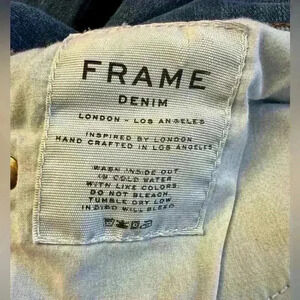 FRAME
DENIM
LONDON - LOS ANGELES
INSPIRED BY LONDON
HAND CRAFTED IN LOS ANGELES
WASH INSIDE OUT
IN COLD WATER
WITH LIKE COLORS
DO NOT BLEACH
TUMBLE DRY LOW
INDIGO WILL BLEED